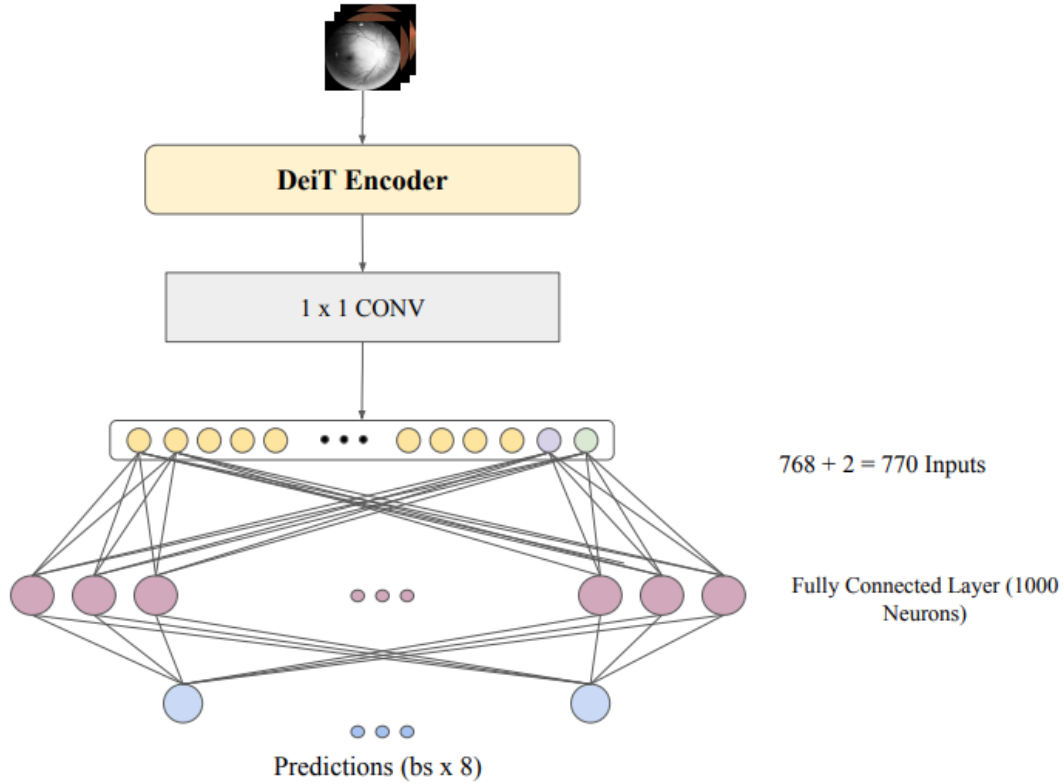 DeiT Encoder
1 x 1 CONV
768 + 2 = 770 Inputs
Fully Connected Layer (1000
Neurons)
Predictions (bs x 8)